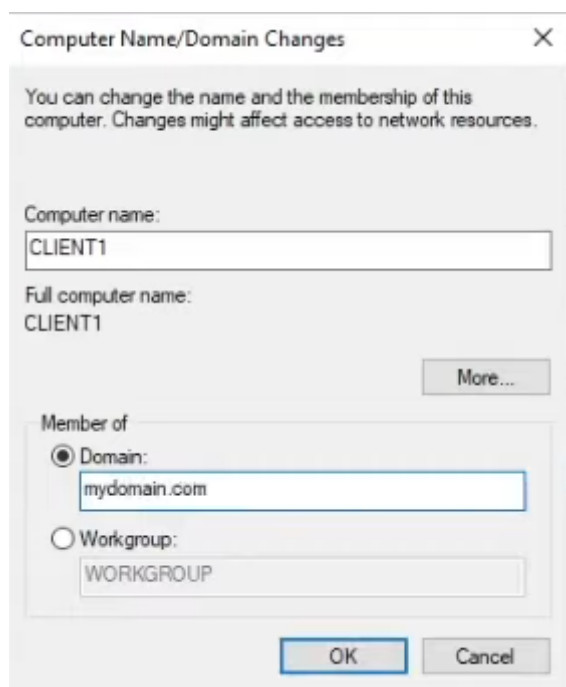 Computer Name/Domain Changes
You can change the name and the membership of this
computer. Changes might affect access to network resources.
Computer name:
CLIENT1
Full computer name:
CLIENT1
More...
Member of
Domain:
mydomain.com
Workgroup:
WORKGROUP
OK Cancel